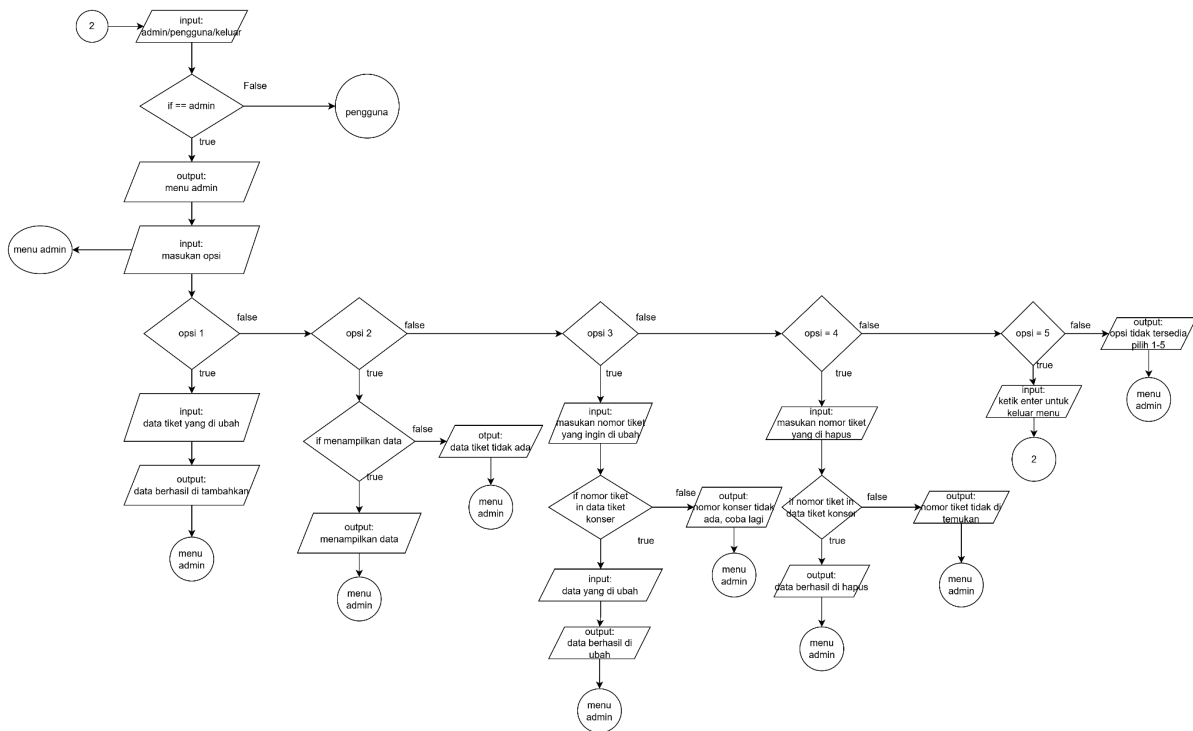 2
input:
admin/pengguna/keluar
if == admin
False
pengguna
true
output:
menu admin
menu admin
input:
masukan opsi
opsi 1
false
opsi 2
false
opsi 3
false
opsi = 4
false
opsi = 5
false
output:
opsi tidak tersedia
pilih 1-5
true
true
true
true
true
menu
admin
input:
data tiket yang di ubah
if menampilkan data
false
otput:
data tiket tidak ada
input:
masukan nomor tiket
yang ingin di ubah
input:
masukan nomor tiket
yang di hapus
input:
ketik enter untuk
keluar menu
2
output:
data berhasil di tambahkan
true
menu
admin
if nomor tiket
in data tiket
konser
false
output:
nomor konser tidak
ada, coba lagi
if nomor tiket in
data tiket konser
false
output:
nomor tiket tidak di
temukan
menu
admin
output:
menampilkan data
true
true
menu
admin
input:
data yang di ubah
menu
admin
output:
data berhasil di hapus
menu
admin
output:
data berhasil di
ubah
menu
admin
menu
admin